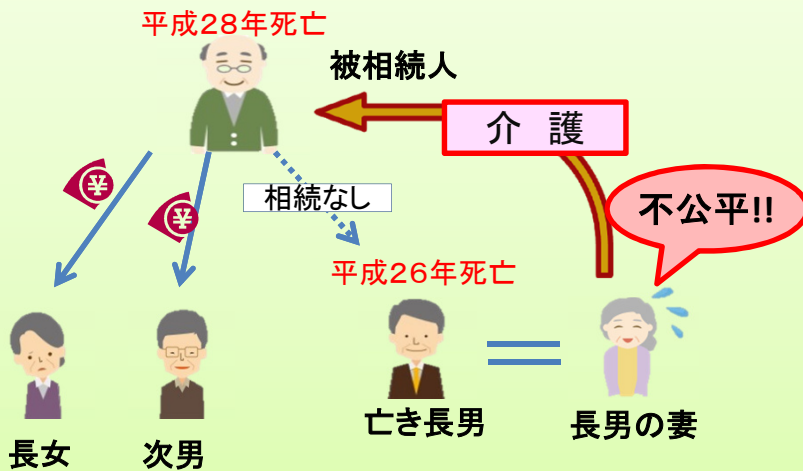 平成28年死亡
被相続人
介 護
¥
¥
相続なし
不公平!!
平成26年死亡
長女
次男
亡き長男
長男の妻